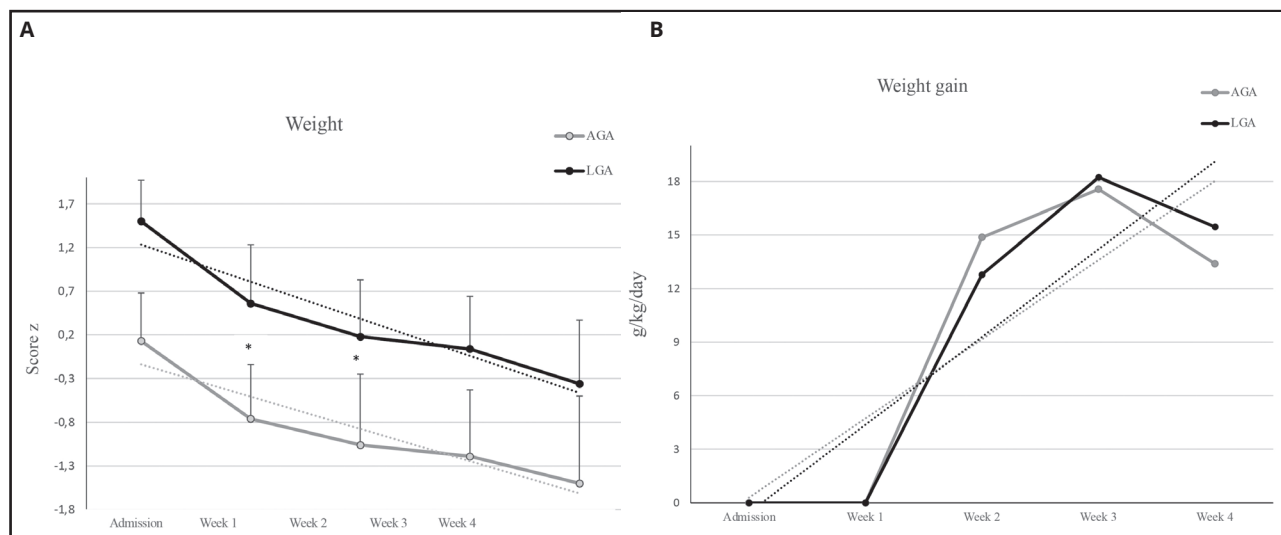 A
Weight
AGA
LGA
Score z
1,7
1,2
0,7
0,2
-0,3
-0,8
-1,3
-1,8
*
*
Admission Week 1 Week 2 Week 3 Week 4
B
Weight gain
AGA
LGA
g/kg/day
18
15
12
9
6
3
0
Admission Week 1 Week 2 Week 3 Week 4